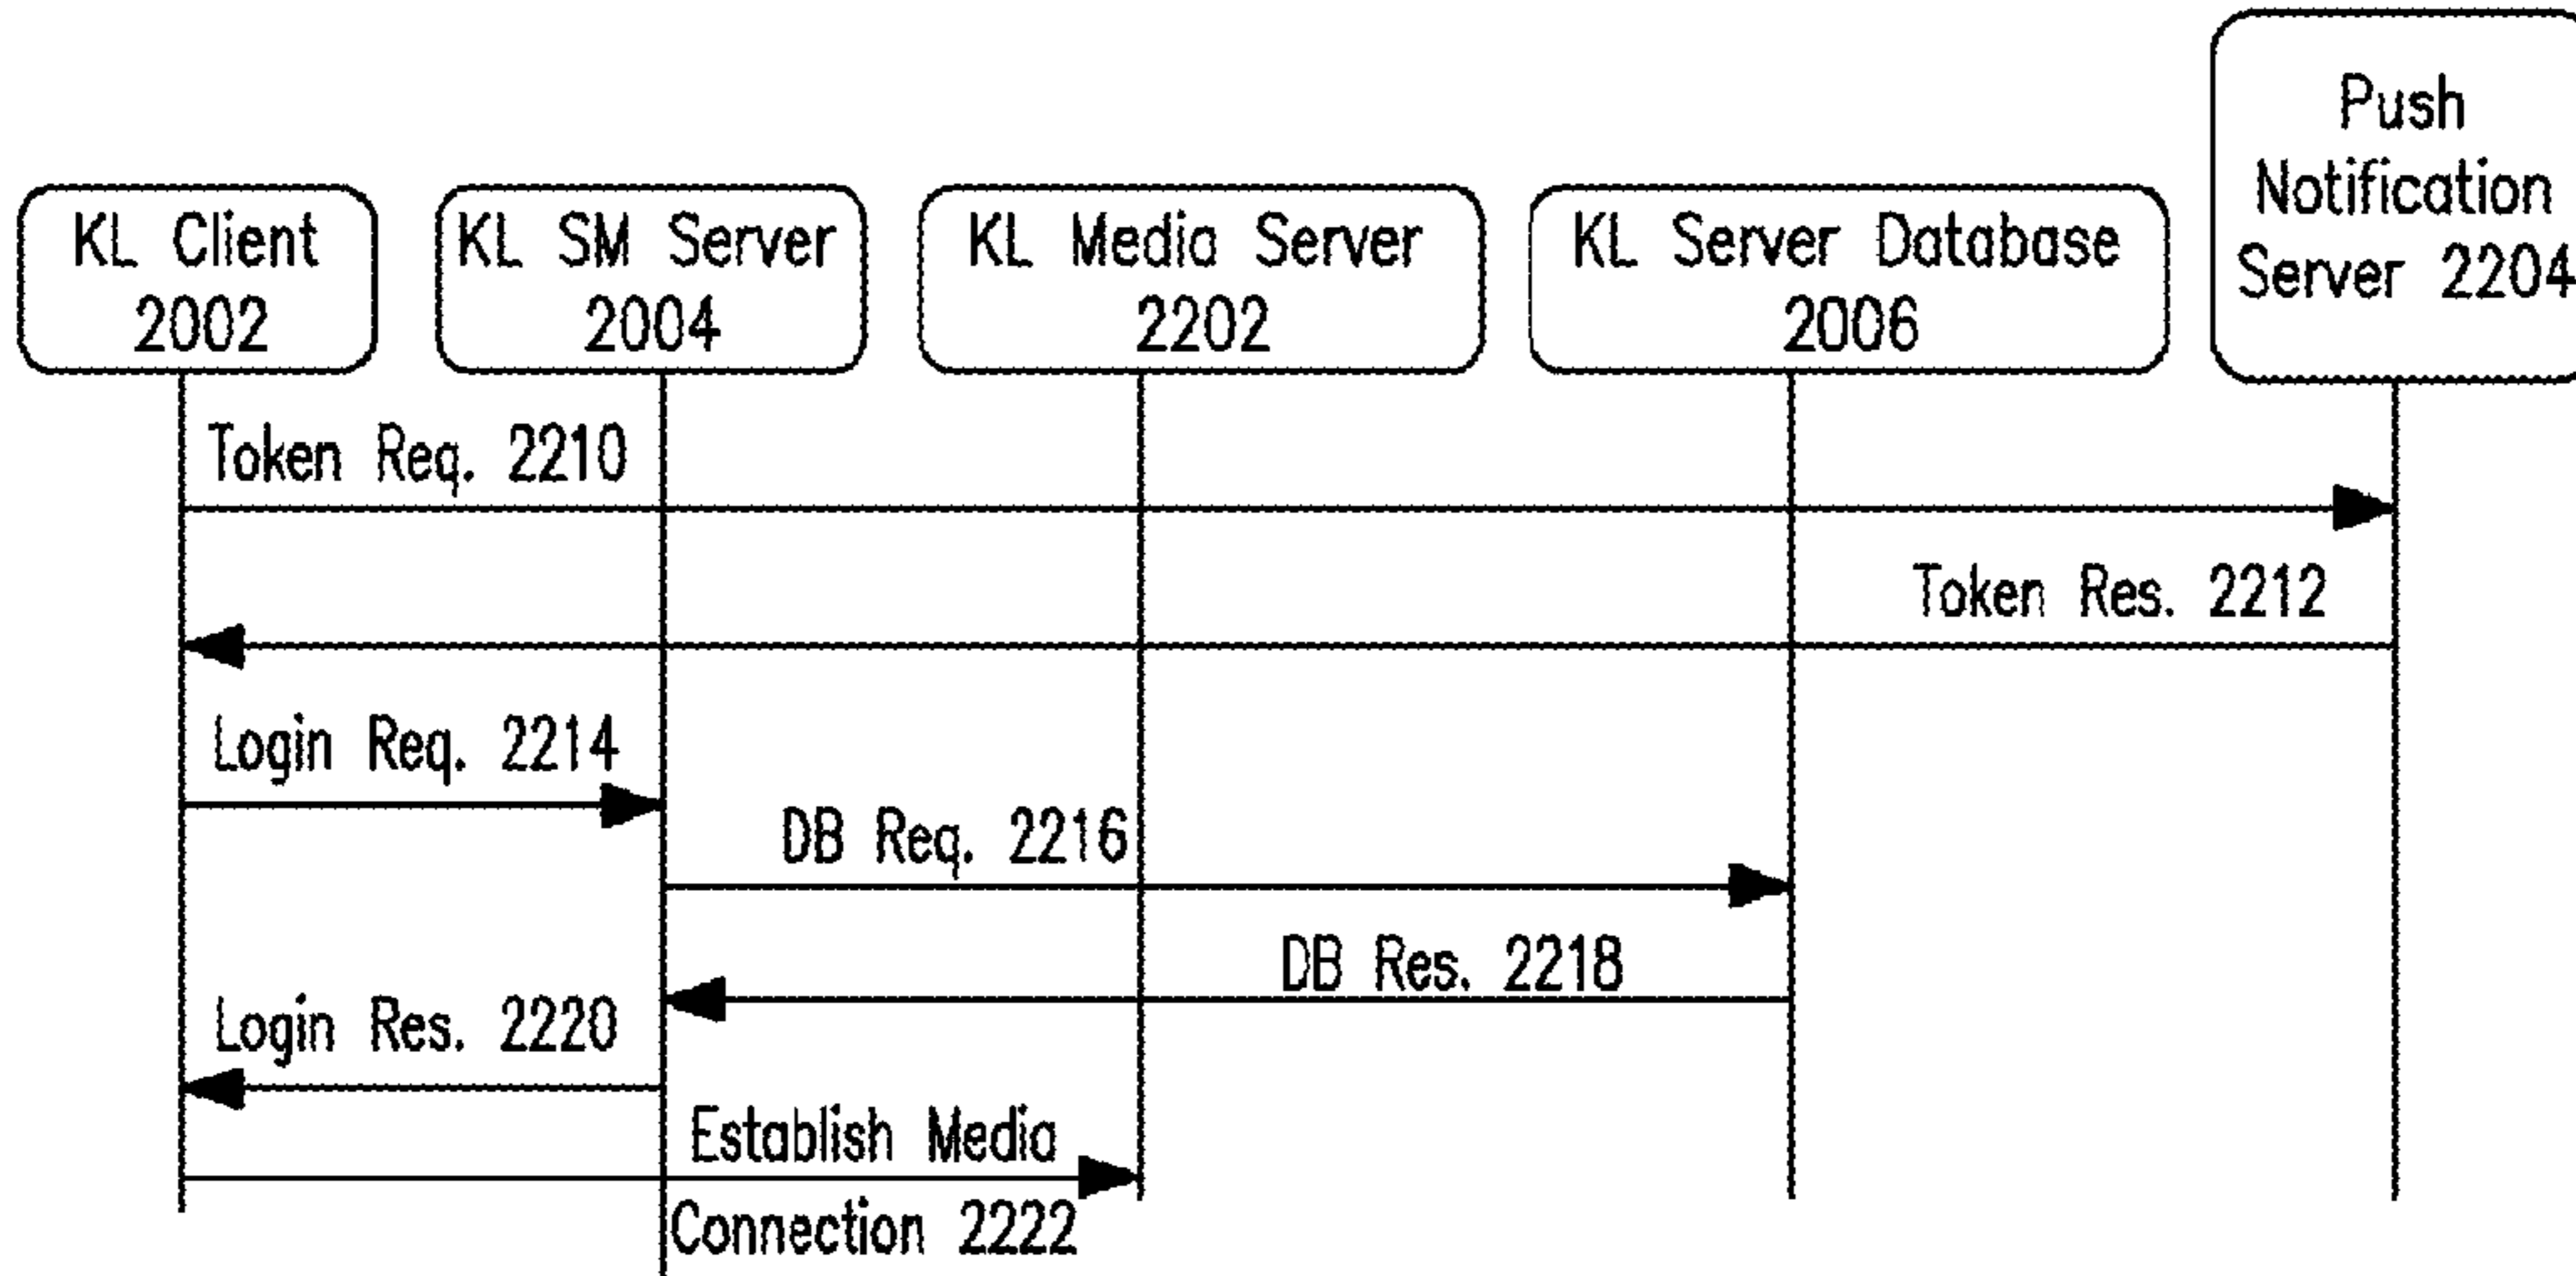 KL Client
2002
KL SM Server
2004
KL Media Server
2202
KL Server Database
2006
Push
Notification
Server 2204
Token Req. 2210
Token Res. 2212
Login Req. 2214
DB Req. 2216
DB Res. 2218
Login Res. 2220
Establish Media
Connection 2222